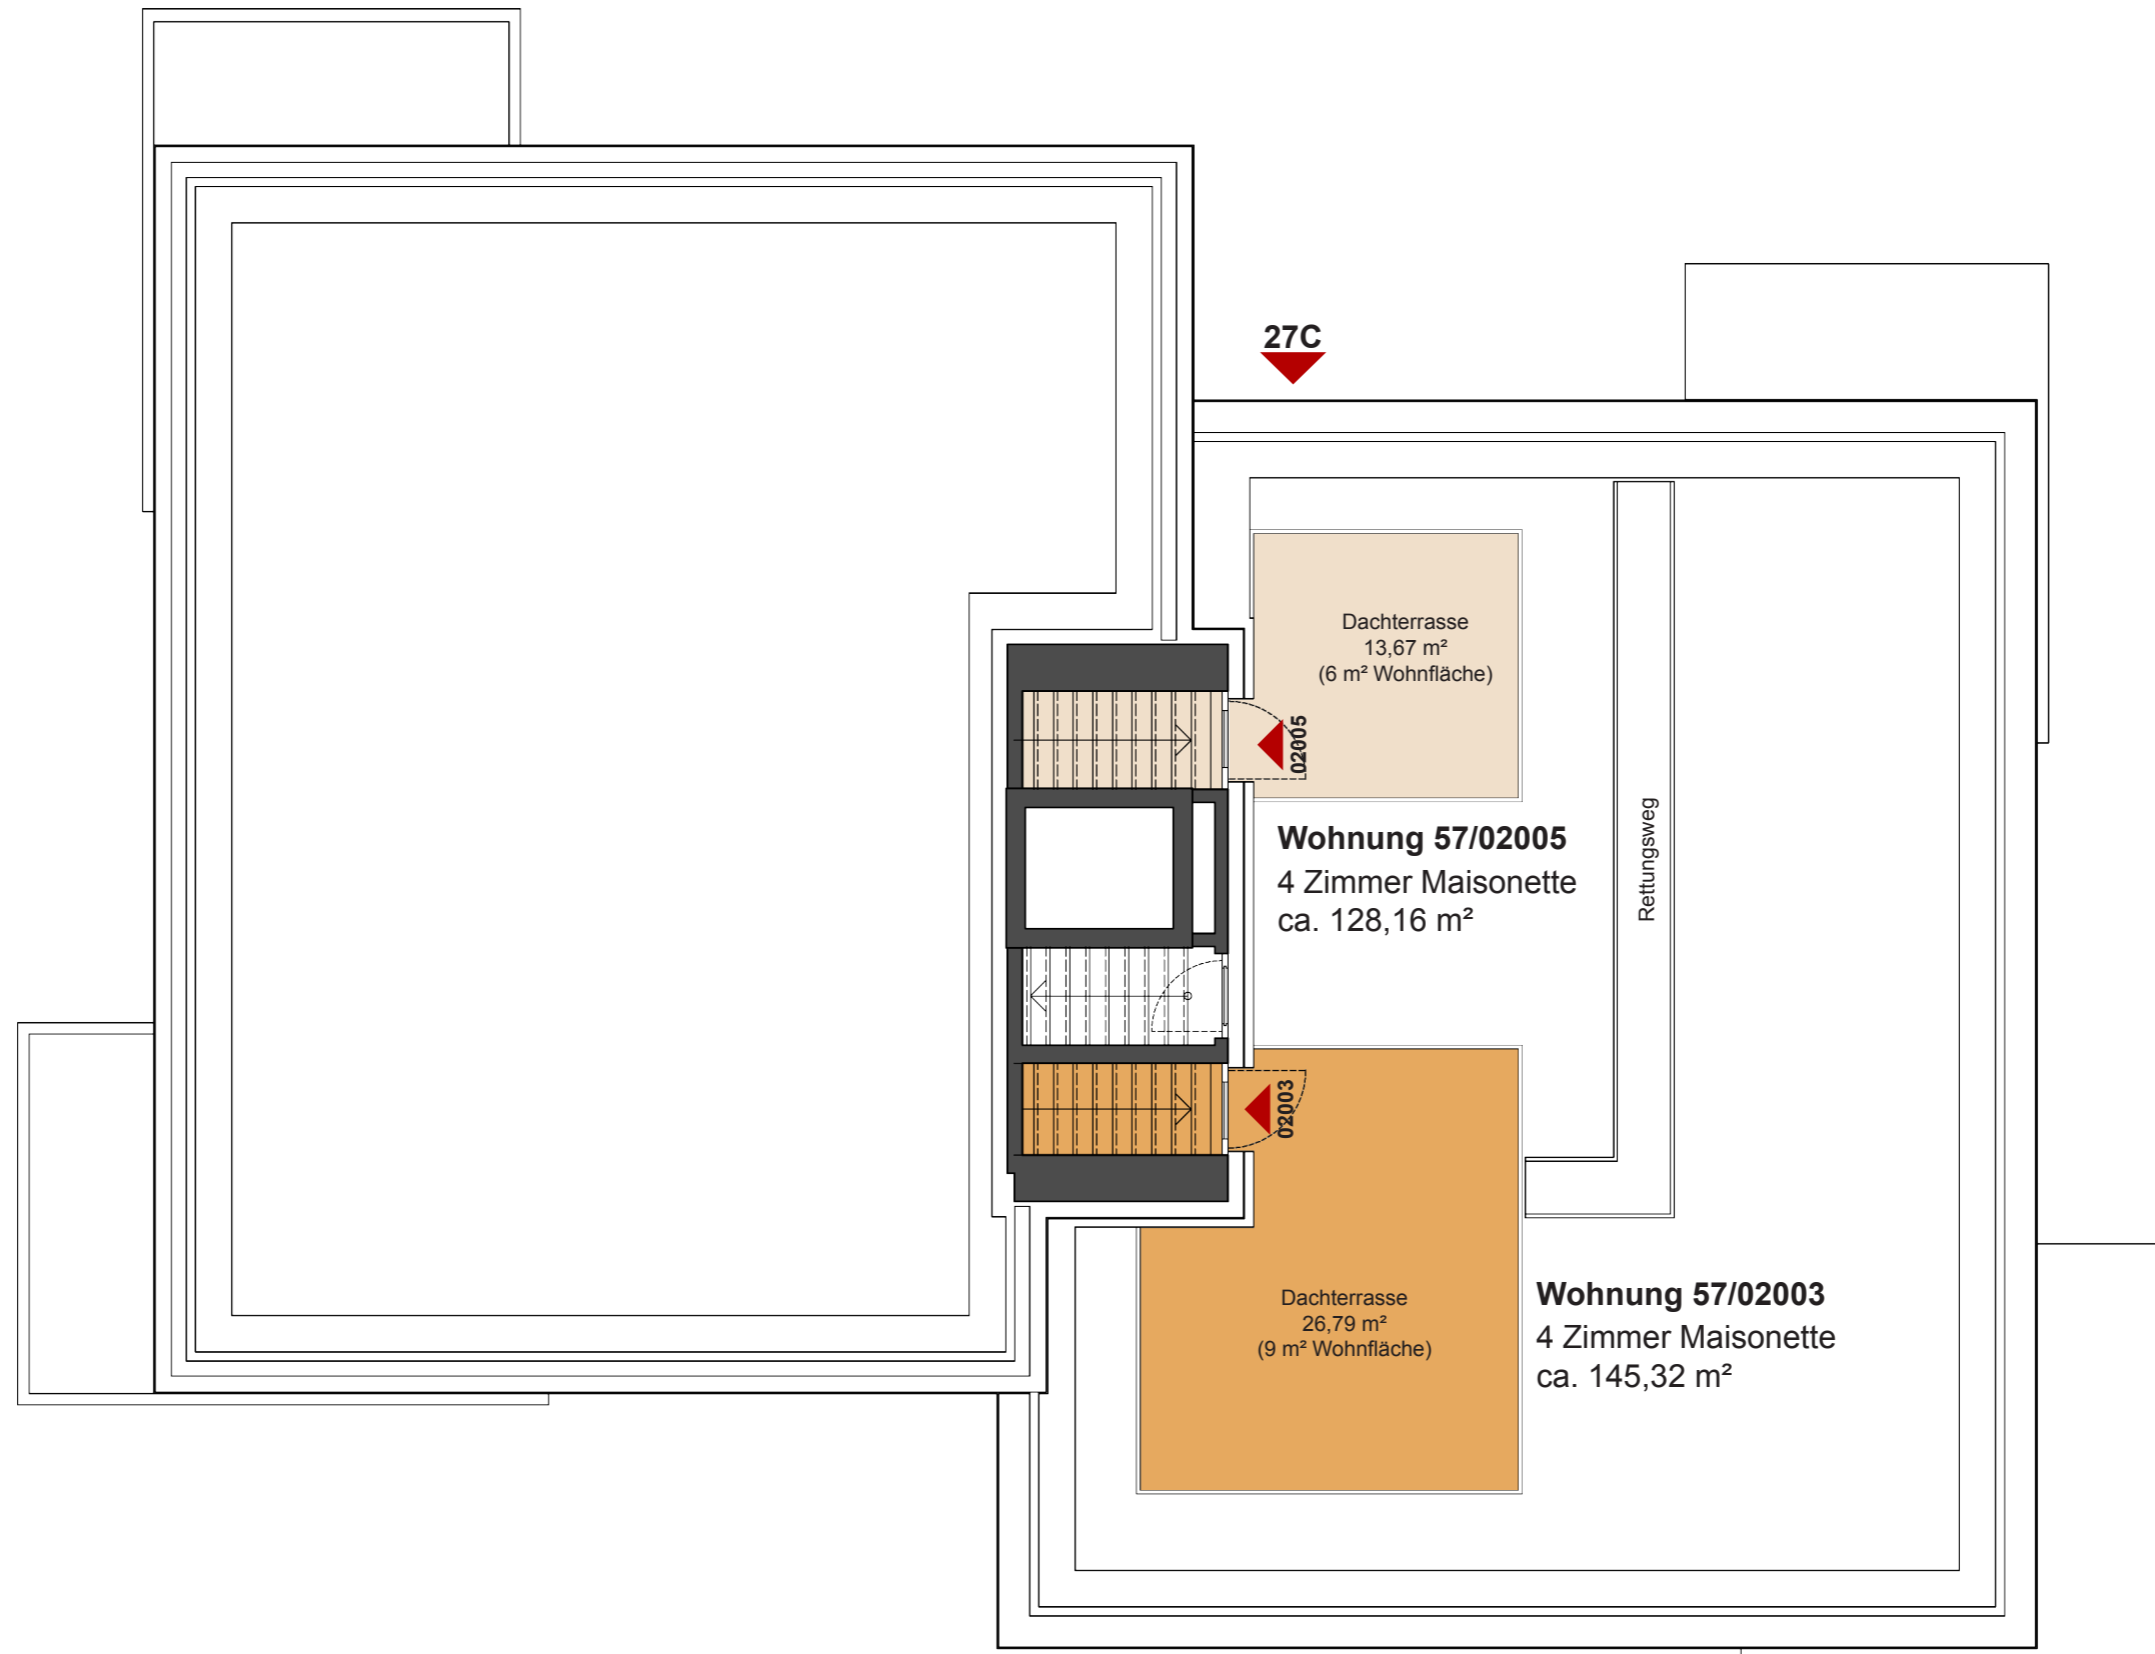 27C
Dachterrasse
13,67 m²
(6 m² Wohnfläche)
02005
Wohnung 57/02005
4 Zimmer Maisonette
ca. 128,16 m²
Rettungsweg
02003
Wohnung 57/02003
4 Zimmer Maisonette
ca. 145,32 m²
Dachterrasse
26,79 m²
(9 m² Wohnfläche)